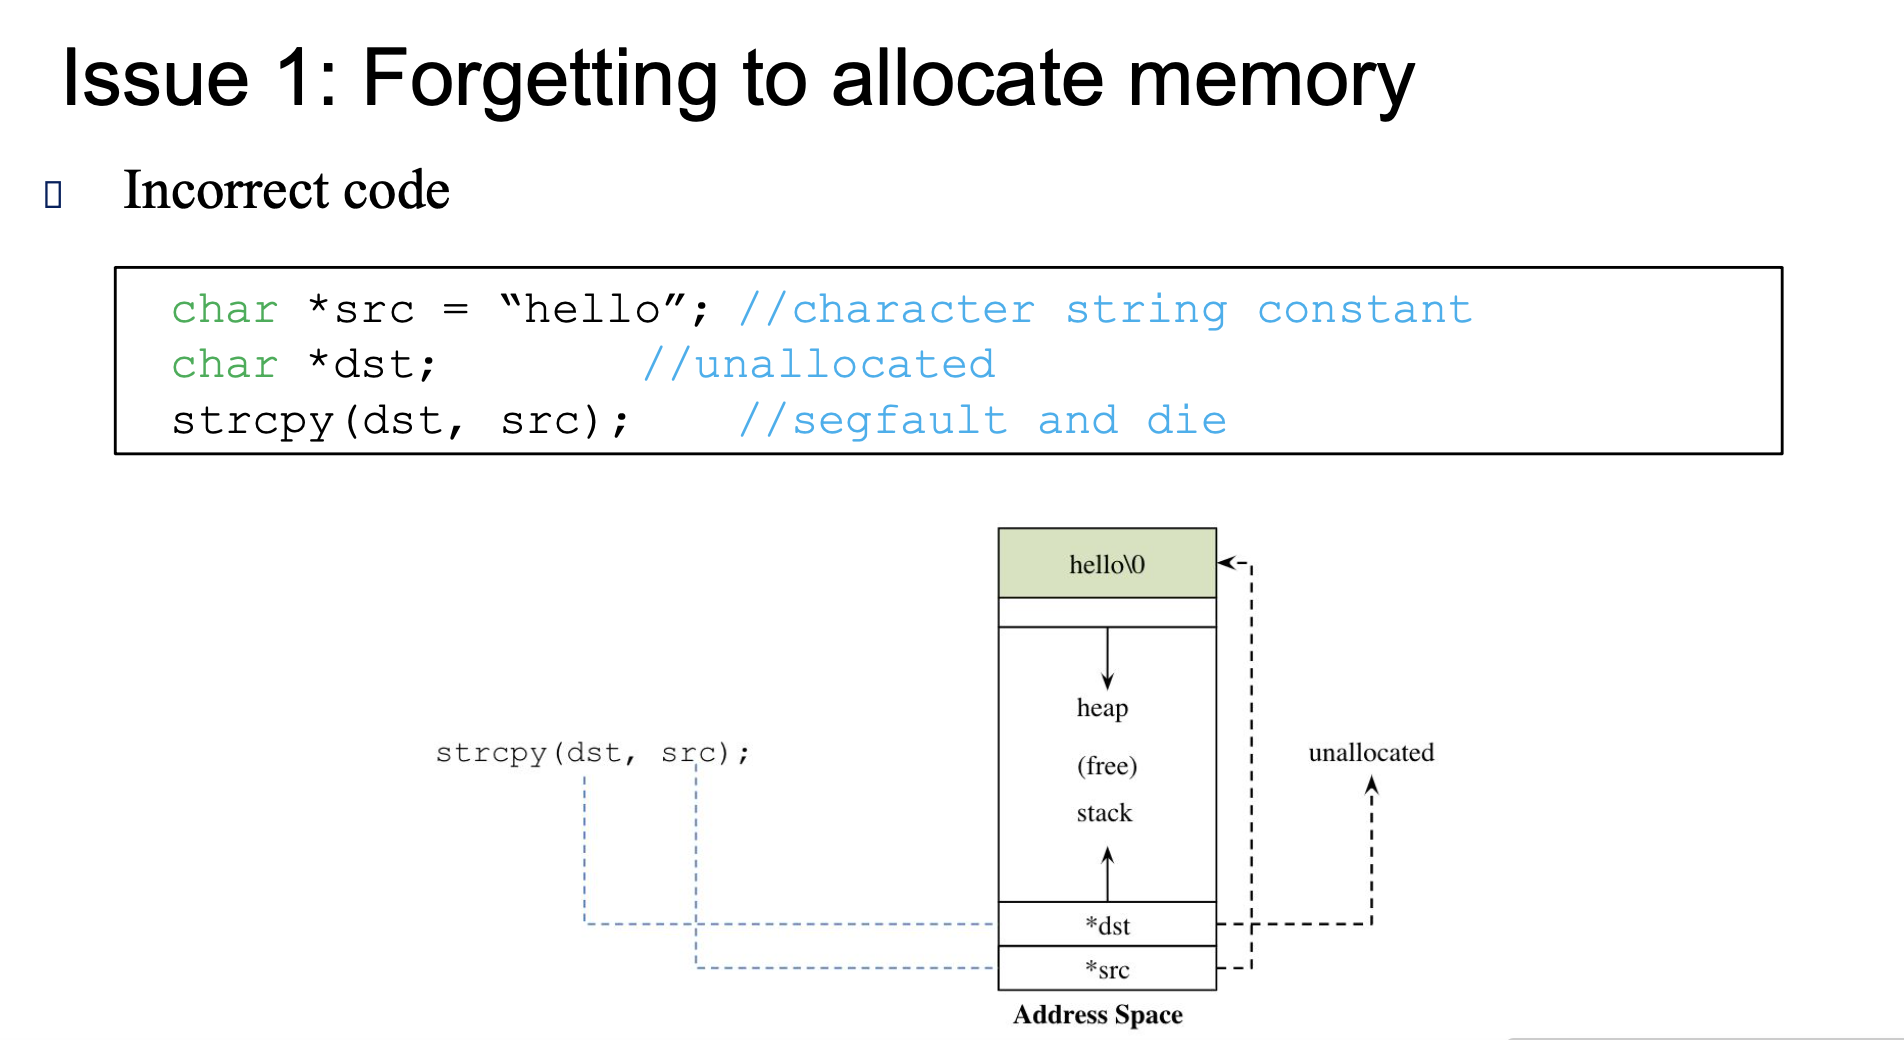 Issue 1: Forgetting to allocate memory
Incorrect code
char *src = “hello”; //character string constant
char *dst; //unallocated
strcpy(dst, src); //segfault and die
hello\0
heap
strcpy(dst, src);
(free)
unallocated
stack
*dst
*src
Address Space